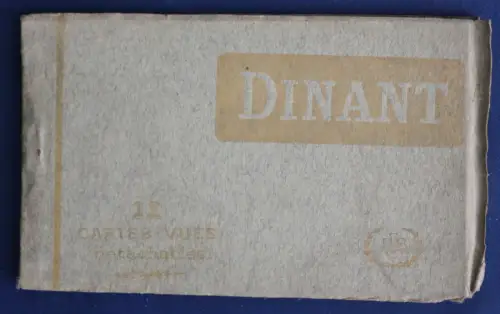 DINANT
12
CARTES-VUES
détachables